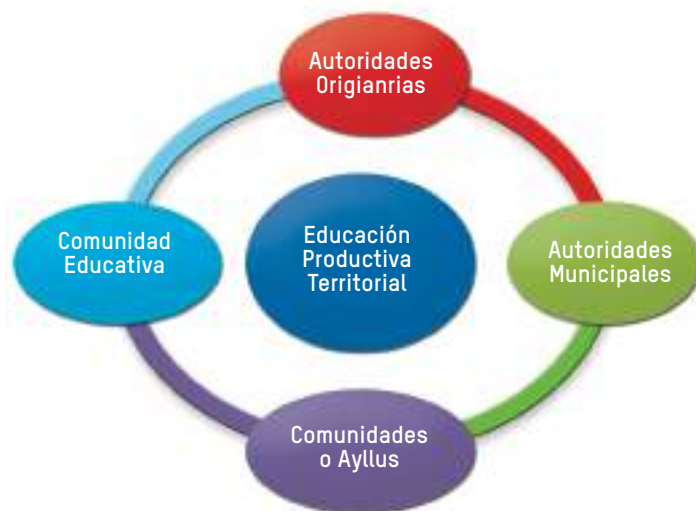 Autoridades
Origianrias
Comunidad
Educativa
Educación
Productiva
Territorial
Autoridades
Municipales
Comunidades
o Ayllus